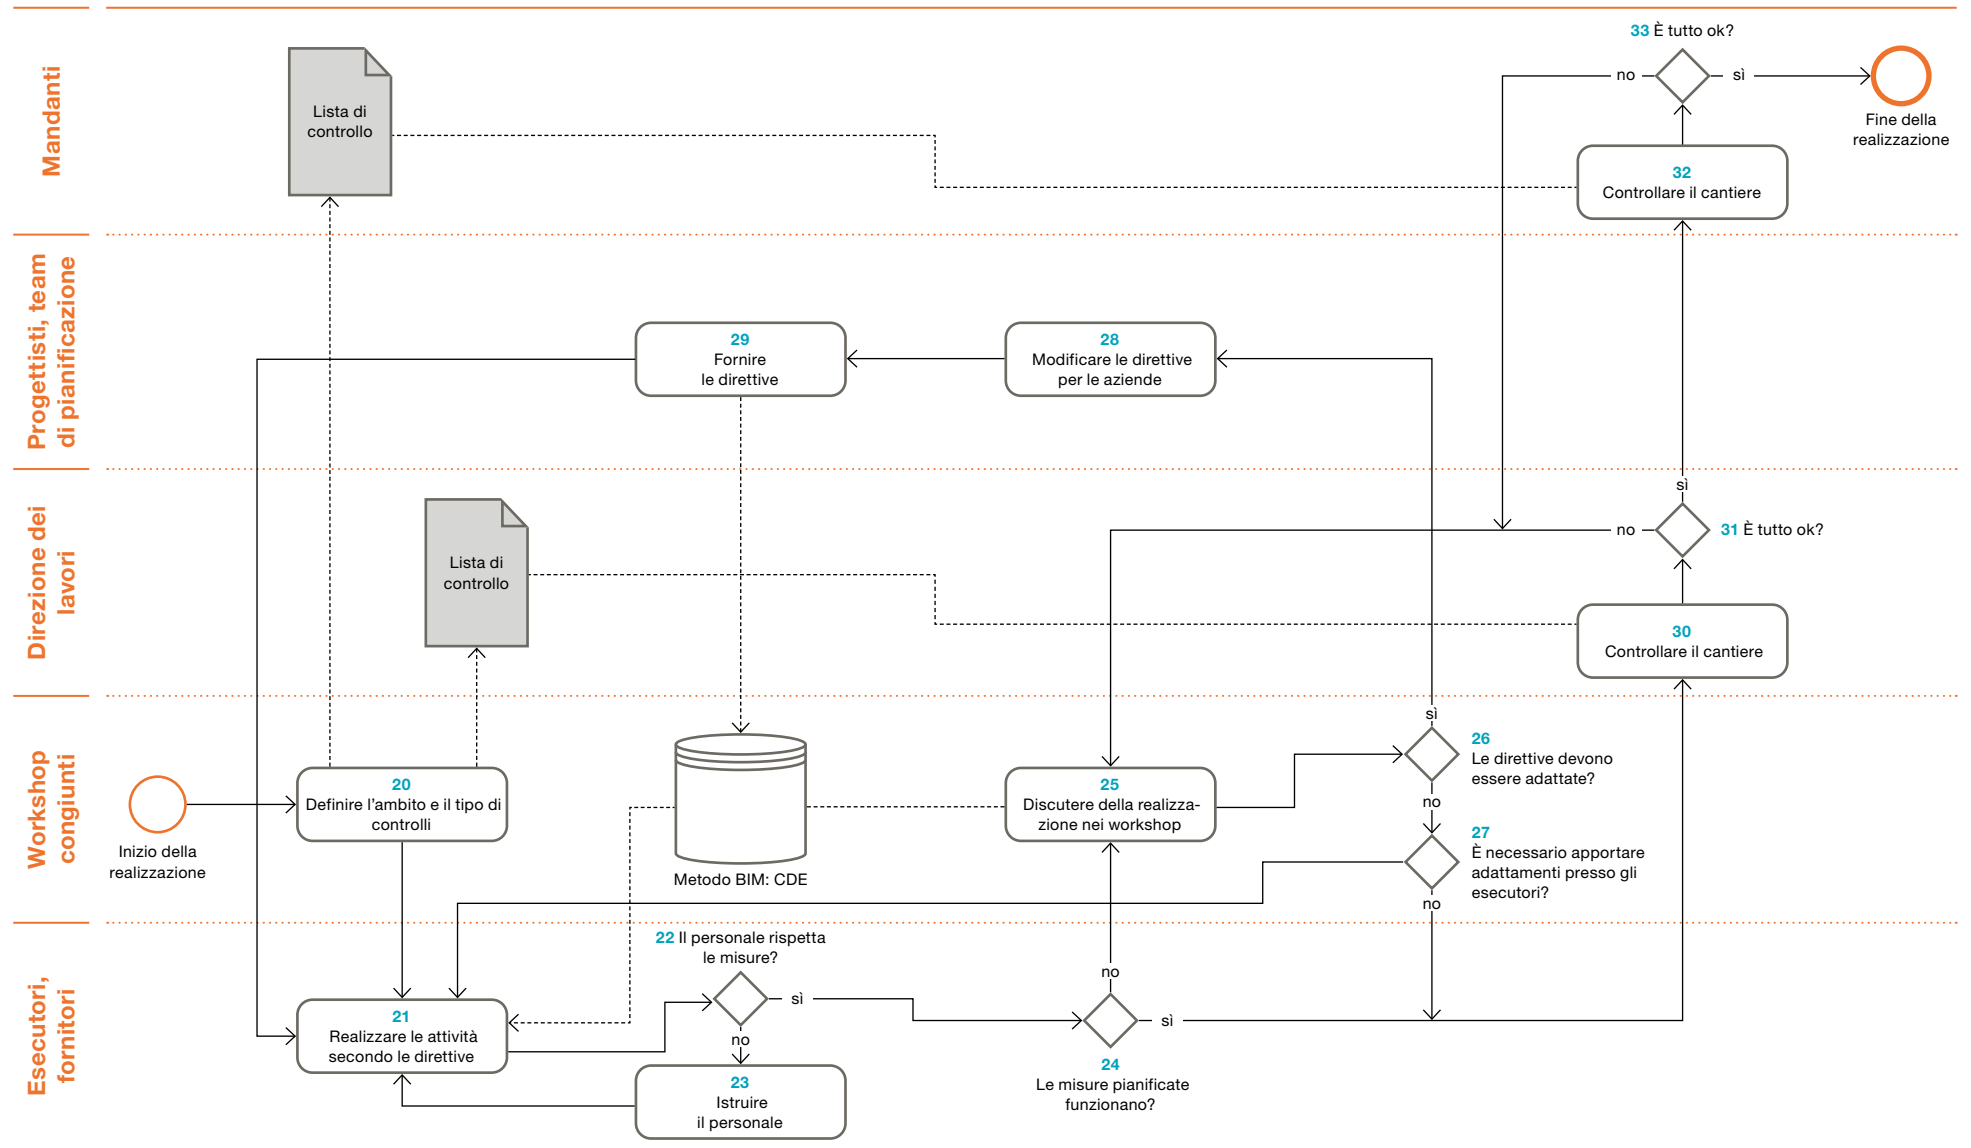 Mandanti
33 È tutto ok?
no
sì
Fine della
realizzazione
Lista di
controllo
32
Controllare il cantiere
Progettisti, team
di pianificazione
29
Fornire
le direttive
28
Modificare le direttive
per le aziende
Direzione dei
lavori
sì
no
31 È tutto ok?
Lista di
controllo
30
Controllare il cantiere
Workshop
congiunti
Inizio della
realizzazione
20
Definire l’ambito e il tipo di
controlli
Metodo BIM: CDE
25
Discutere della realizza-
zione nei workshop
sì
26
Le direttive devono
essere adattate?
no
27
È necessario apportare
adattamenti presso gli
esecutori?
no
Esecutori,
fornitori
21
Realizzare le attività
secondo le direttive
22 Il personale rispetta
le misure?
sì
no
23
Istruire
il personale
no
sì
24
Le misure pianificate
funzionano?